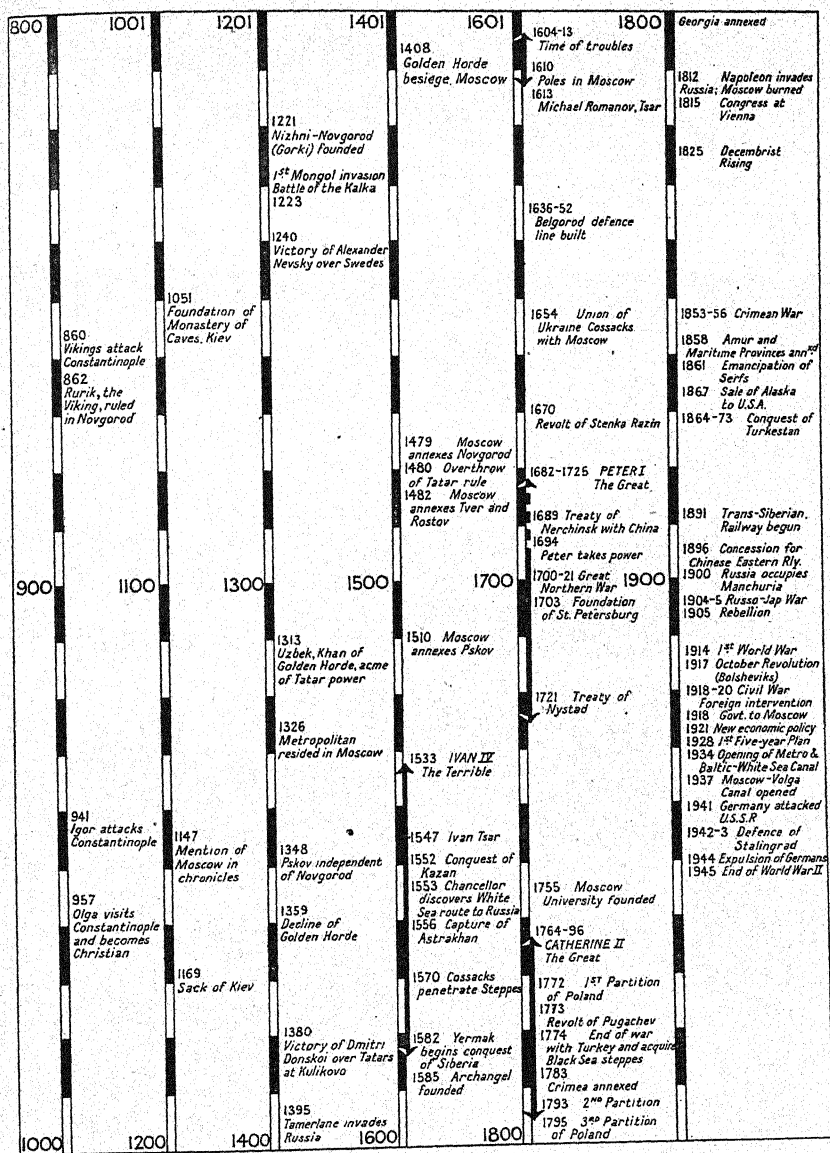 800
900
1000
860
Vikings attack
Constantinople
862
Rurik, the
Viking, ruled
in Novgorod
941
Igor attacks
Constantinople
957
Olga visits
Constantinople
and becomes
Christian
1001
1100
1200
1051
Foundation of
Monastery of
Caves, Kiev
1147
Mention of
Moscow in
chronicles
1169
Sack of Kiev
1201
1300
1400
1221
Nizhni-Novgorod
(Gorki) founded
1st Mongol invasion
Battle of the Kalka
1223
1240
Victory of Alexander
Nevsky over Swedes
1313
Uzbek, Khan of
Golden Horde, acme
of Tatar power
1326
Metropolitan
resided in Moscow
1348
Pskov independent
of Novgorod
1359
Decline of
Golden Horde
1380
Victory of Dmitri
Donskoi over Tatars
at Kulikovo
1395
Tamerlane invades
Russia
1401
1500
1600
1408
Golden Horde
besiege, Moscow
1479 Moscow
annexes Novgorod
1480 Overthrow
of Tatar rule
1482 Moscow
annexes Tver and
Rostov
1510 Moscow
annexes Pskov
1533 IVAN IV
The Terrible
1547 Ivan Tsar
1552 Conquest of
Kazan
1553 Chancellor
discovers White
Sea route to Russia
1556 Capture of
Astrakhan
1570 Cossacks
penetrate Steppes
1582 Yermak
begins conquest
of Siberia
1585 Archangel
founded
1601
1700
1800
1604-13
Time of troubles
1610
Poles in Moscow
1613
Michael Romanov, Tsar
1636-52
Belgorod defence
line built
1654 Union of
Ukraine Cossacks
with Moscow
1670
Revolt of Stenka Razin
1682-1725 PETER I
The Great
1689 Treaty of
Nerchinsk with China
1694
Peter takes power
1700-21 Great
Northern War
1703 Foundation
of St. Petersburg
1721 Treaty of
Nystad
1755 Moscow
University founded
1764-96
CATHERINE II
The Great
1772 1ST Partition
of Poland
1773
Revolt of Pugachev
1774 End of war
with Turkey and acquire
Black Sea steppes
1783
Crimea annexed
1793 2ND Partition
1795 3RD Partition
of Poland
1800
1900
Georgia annexed
1812 Napoleon invades
Russia; Moscow burned
1815 Congress at
Vienna
1825 Decembrist
Rising
1853-56 Crimean War
1858 Amur and
Maritime Provinces annxd
1861 Emancipation of
Serfs
1867 Sale of Alaska
to U.S.A.
1864-73 Conquest of
Turkestan
1891 Trans-Siberian
Railway begun
1896 Concession for
Chinese Eastern Rly.
1900 Russia occupies
Manchuria
1904-5 Russo-Jap War
1905 Rebellion
1914 1st World War
1917 October Revolution
(Bolsheviks)
1918-20 Civil War
Foreign intervention
1918 Govt. to Moscow
1921 New economic policy
1928 1st Five-year Plan
1934 Opening of Metro &
Baltic-White Sea Canal
1937 Moscow-Volga
Canal opened
1941 Germany attacked
U.S.S.R
1942-3 Defence of
Stalingrad
1944 Expulsion of Germans
1945 End of World War II